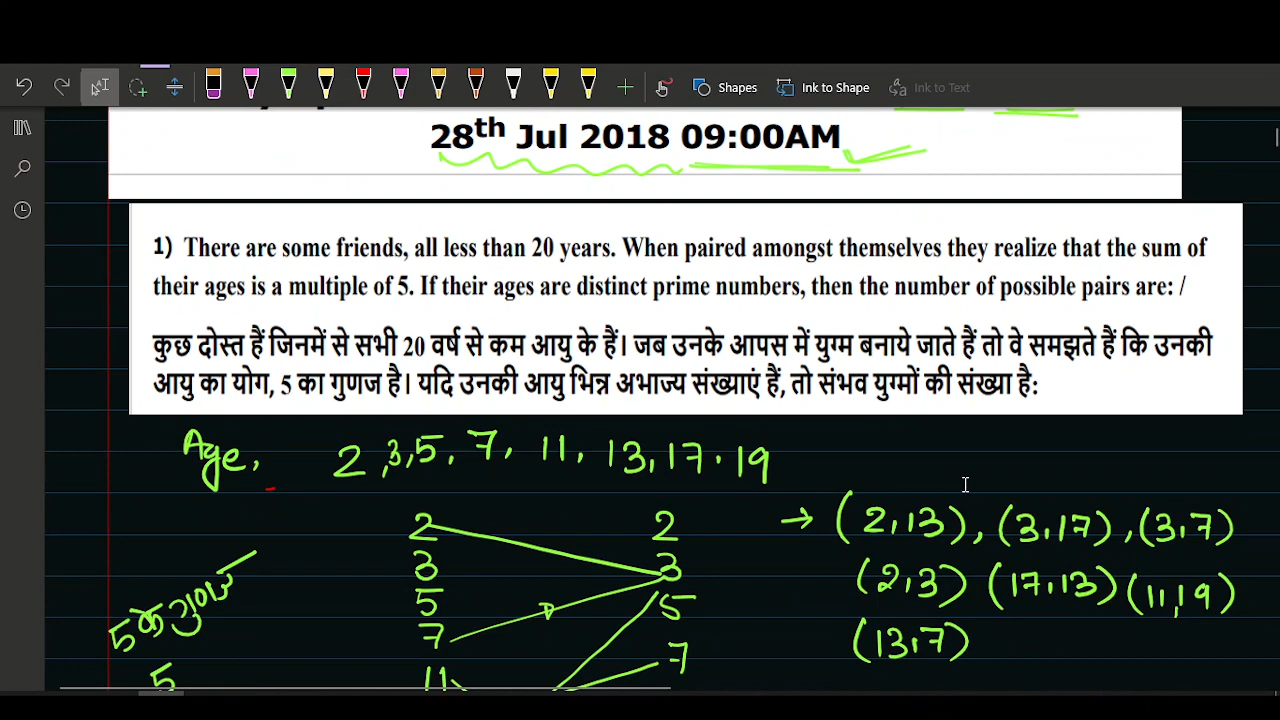 Shapes
Ink to Shape
Ink to Text
28th Jul 2018 09:00AM
1) There are some friends, all less than 20 years. When paired amongst themselves they realize that the sum of
their ages is a multiple of 5. If their ages are distinct prime numbers, then the number of possible pairs are: /
कुछ दोस्त हैं जिनमें से सभी 20 वर्ष से कम आयु के हैं। जब उनके आपस में युग्म बनाये जाते हैं तो वे समझते हैं कि उनकी
आयु का योग, 5 का गुणज है। यदि उनकी आयु भिन्न अभाज्य संख्याएं हैं, तो संभव युग्मों की संख्या है:
Age, 2, 3, 5, 7, 11, 13, 17, 19
2 2 → (2,13), (3,17), (3,7)
3 3 (2,3) (17,13) (11,19)
5 5
7 7 (13,7)
11
5 के गुणज
5